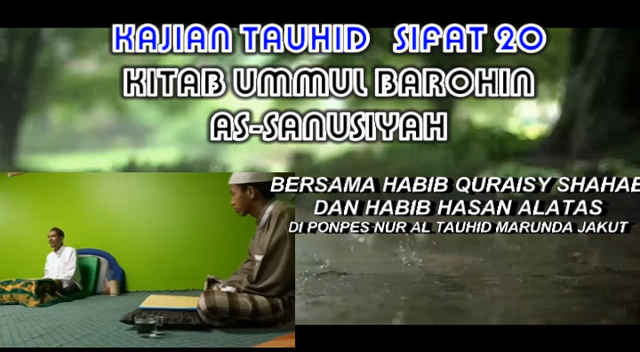 KAJIAN TAUHID SIFAT 20
KITAB UMMUL BAROHIN
AS-SANUSIYAH
BERSAMA HABIB QURAISY SHAHAB
DAN HABIB HASAN ALATAS
DI PONPES NUR AL TAUHID MARUNDA JAKUT